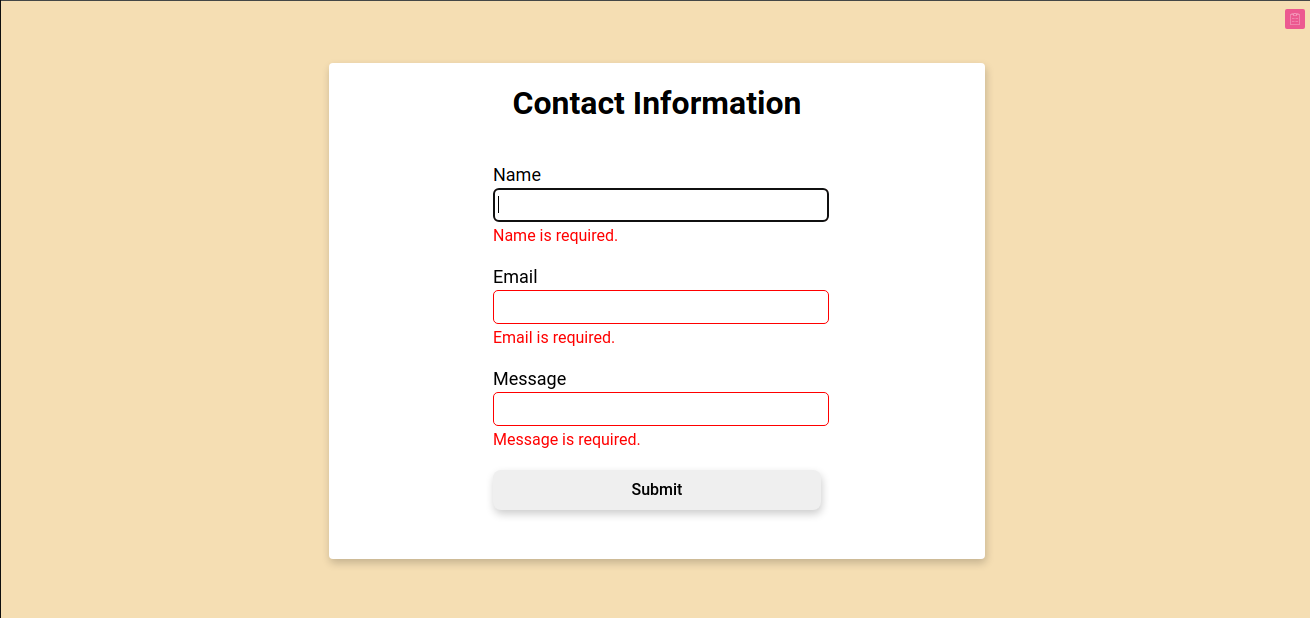 Contact Information
Name
Name is required.
Email
Email is required.
Message
Message is required.
Submit